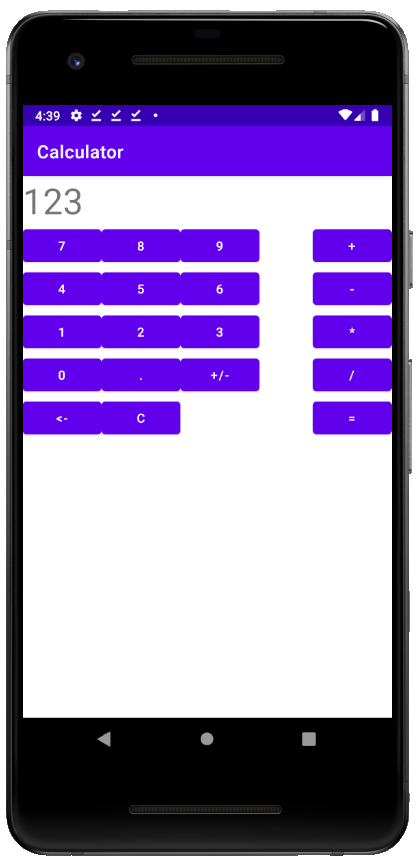 4:39
Calculator
123
7 8 9 +
4 5 6 -
1 2 3 *
0 . +/- /
<- C =